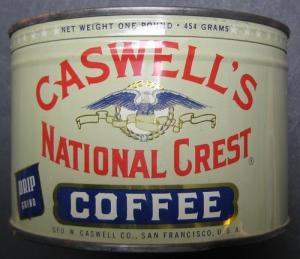 NET WEIGHT ONE POUND • 454 GRAMS
CASWELL'S
NATIONAL CREST®
DRIP
GRIND
COFFEE
GEO. W. CASWELL CO., SAN FRANCISCO, U.S.A.